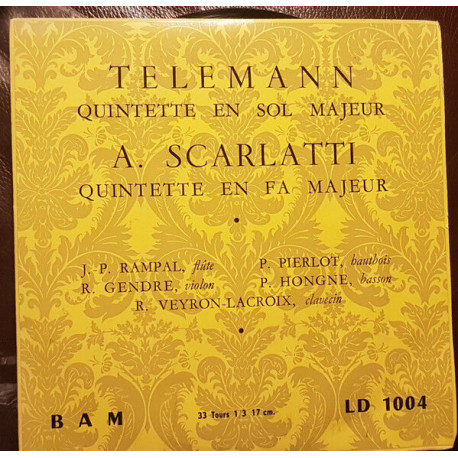 TELEMANN
QUINTETTE EN SOL MAJEUR
A. SCARLATTI
QUINTETTE EN FA MAJEUR
J.-P. RAMPAL, flûte P. PIERLOT, hautbois
R. GENDRE, violon P. HONGNE, basson
R. VEYRON-LACROIX, clavecin
BAM 33 Tours 1/3 17 cm. LD 1004